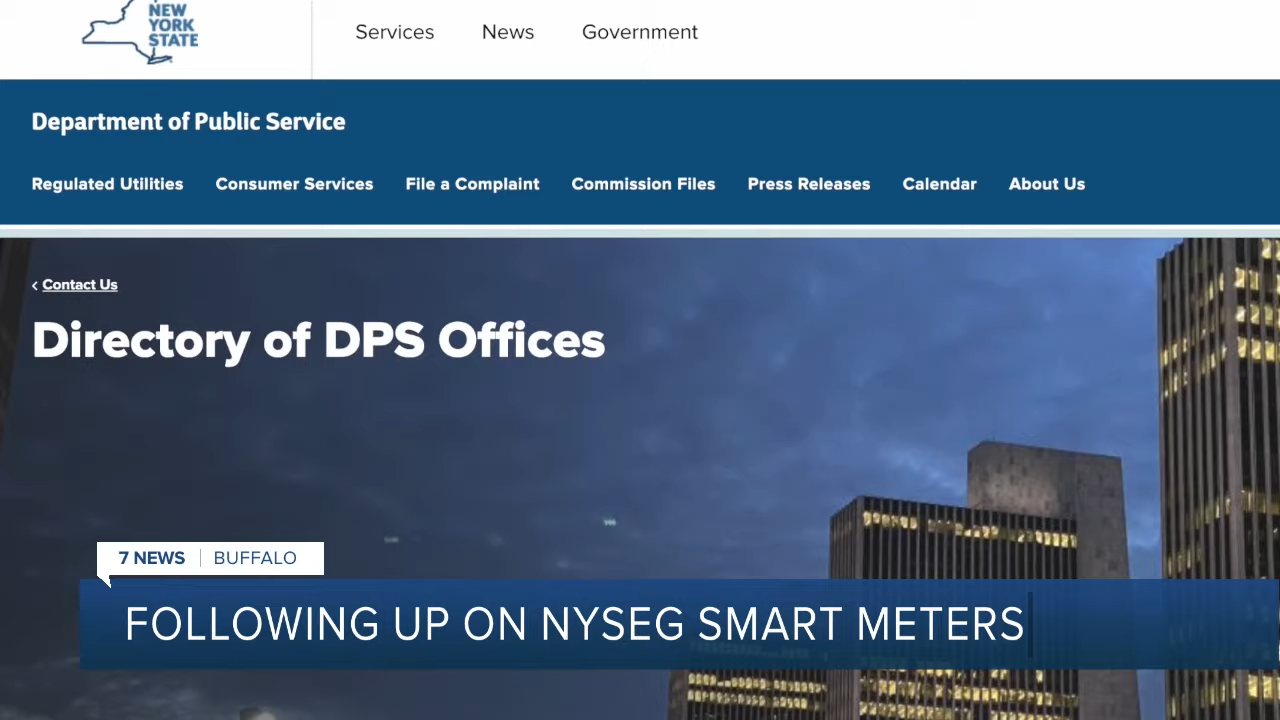 NEW
YORK
STATE
Services News Government
Department of Public Service
Regulated Utilities Consumer Services File a Complaint Commission Files Press Releases Calendar About Us
‹ Contact Us
Directory of DPS Offices
7 NEWS | BUFFALO
FOLLOWING UP ON NYSEG SMART METERS